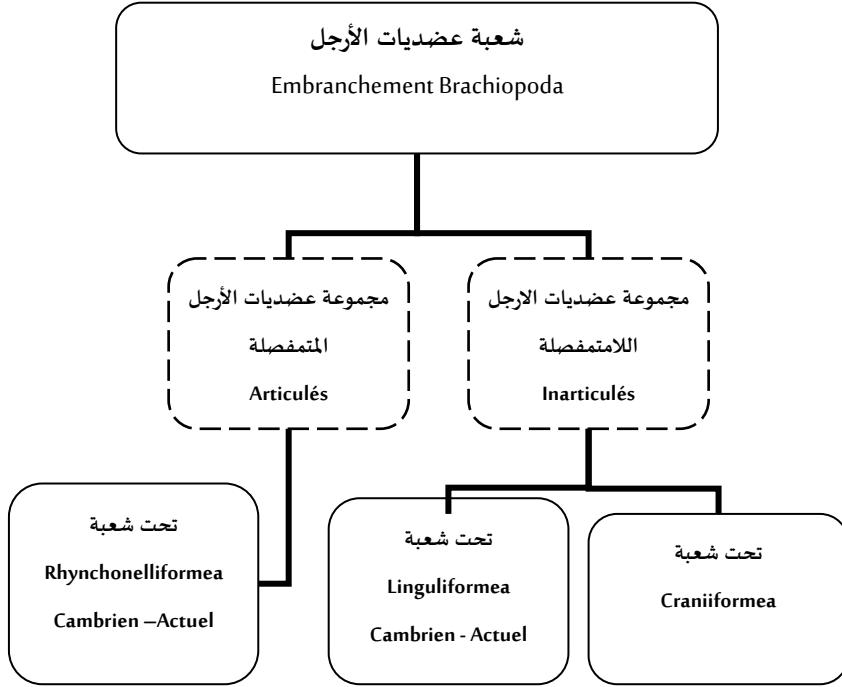 شعبة عضديات الأرجل
Embranchement Brachiopoda
مجموعة عضديات الأرجل
المتمفصلة
Articulés
مجموعة عضديات الارجل
اللامتمفصلة
Inarticulés
تحت شعبة
Rhynchonelliformea
Cambrien –Actuel
تحت شعبة
Linguliformea
Cambrien - Actuel
تحت شعبة
Craniiformea